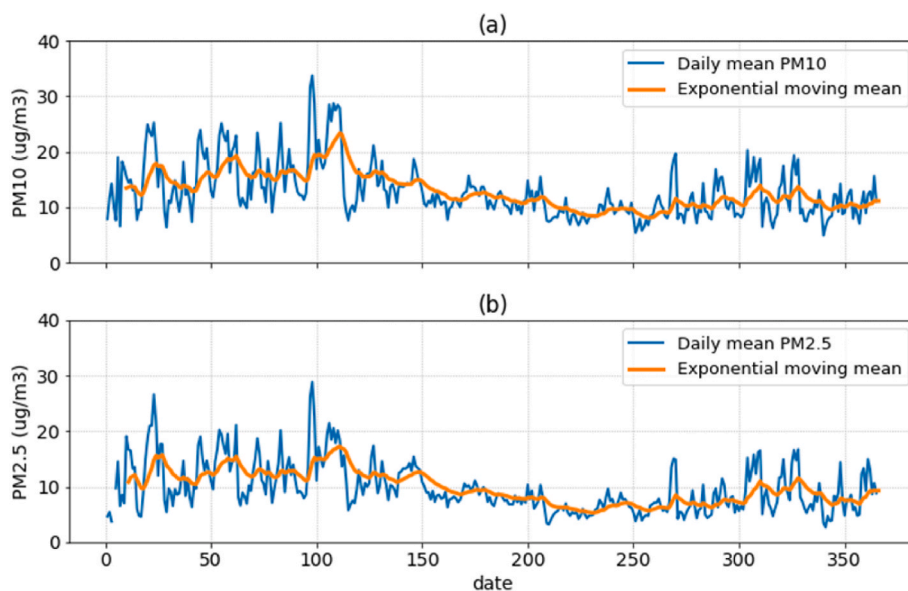 (a)
40
30
20
10
0
PM10 (ug/m3)
Daily mean PM10
Exponential moving mean
(b)
40
30
20
10
0
PM2.5 (ug/m3)
Daily mean PM2.5
Exponential moving mean
0 50 100 150 200 250 300 350
date